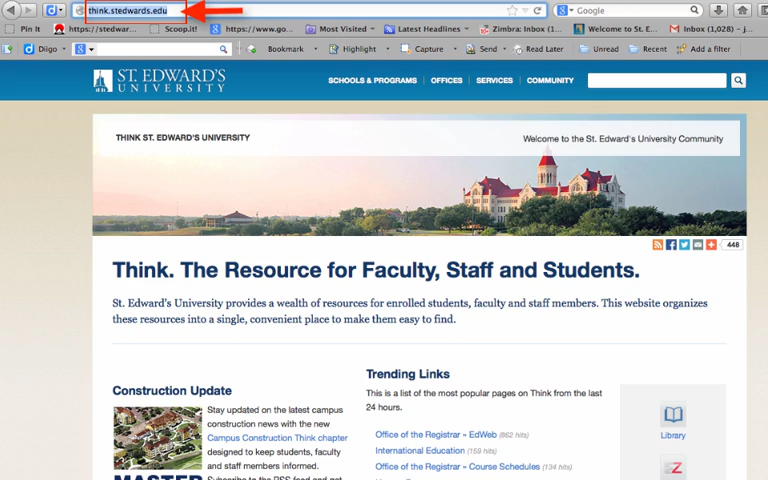 think.stedwards.edu
Google
Pin It
https://stedwar...
Scoop.it!
https://www.go...
Most Visited
Latest Headlines
Zimbra: Inbox (1...
Welcome to St. E...
Inbox (1,028) – j...
Diigo
Bookmark
Highlight
Capture
Send
Read Later
Unread
Recent
Add a filter
ST. EDWARD'S
UNIVERSITY
SCHOOLS & PROGRAMS
OFFICES
SERVICES
COMMUNITY
THINK ST. EDWARD'S UNIVERSITY
Welcome to the St. Edward's University Community
448
Think. The Resource for Faculty, Staff and Students.
St. Edward's University provides a wealth of resources for enrolled students, faculty and staff members. This website organizes
these resources into a single, convenient place to make them easy to find.
Construction Update
Stay updated on the latest campus
construction news with the new
Campus Construction Think chapter
designed to keep students, faculty
and staff members informed.
Subscribe to the RSS feed and get
MASTER
Trending Links
This is a list of the most popular pages on Think from the last
24 hours.
Office of the Registrar » EdWeb (862 hits)
International Education (159 hits)
Office of the Registrar » Course Schedules (134 hits)
Library